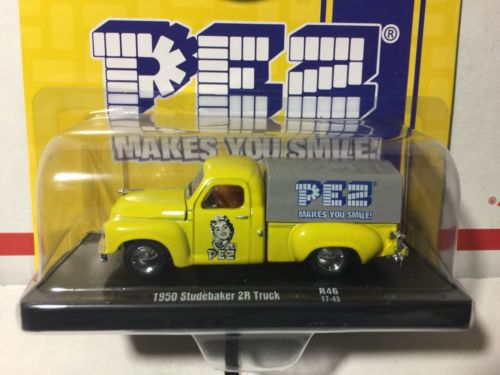 PEZ®
MAKES YOU SMILE!
PEZ
MAKES YOU SMILE!
PEZ
1950 Studebaker 2R Truck
R46
17-43